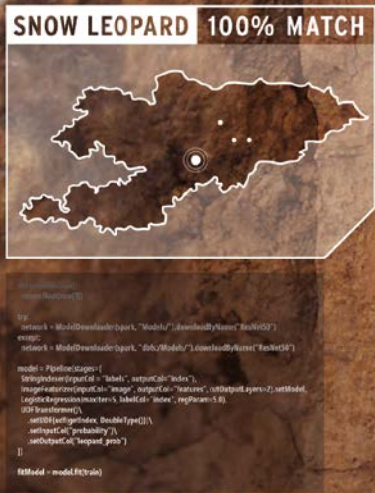 SNOW LEOPARD 100% MATCH
try:
network = ModelDownloader(spark, "Models/").downloadByName("ResNet50")
except:
network = ModelDownloader(spark, "dbfs:/Models/").downloadByName("ResNet50")
model = Pipeline(stages=[
StringIndexer(inputCol = "labels", outputCol="index"),
ImageFeaturizer(inputCol="image", outputCol="features", cutOutputLayers=2).setModel,
LogisticRegression(maxIter=5, labelCol="index", regParam=5.0),
UDFTransformer()\
.setUDF(udf(getIndex, DoubleType()))\
.setInputCol("probability")\
.setOutputCol("leopard_prob")
])
fitModel = model.fit(train)